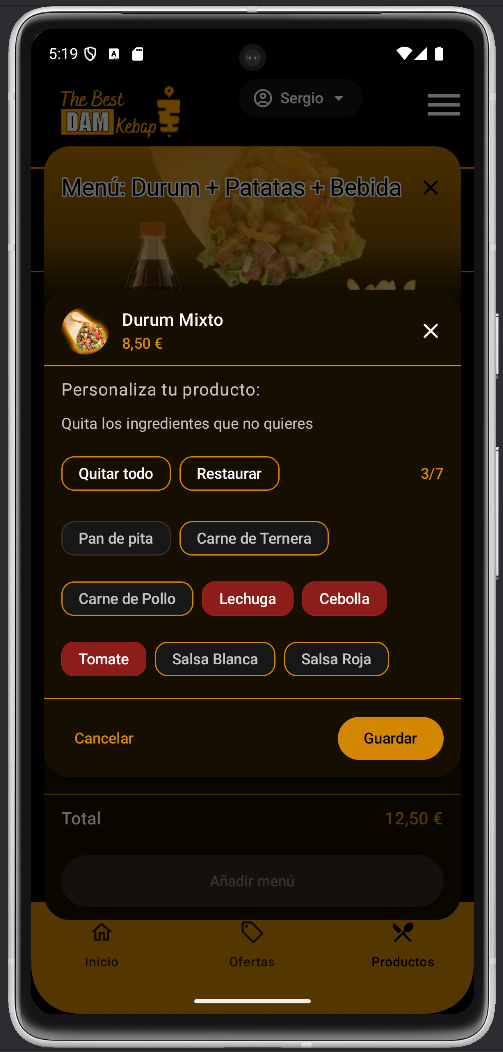 5:19
The Best
DAM Kebap
Sergio
Menú: Durum + Patatas + Bebida
Durum Mixto
8,50 €
Personaliza tu producto:
Quita los ingredientes que no quieres
Quitar todo Restaurar 3/7
Pan de pita Carne de Ternera
Carne de Pollo Lechuga Cebolla
Tomate Salsa Blanca Salsa Roja
Cancelar Guardar
Total 12,50 €
Añadir menú
Inicio Ofertas Productos